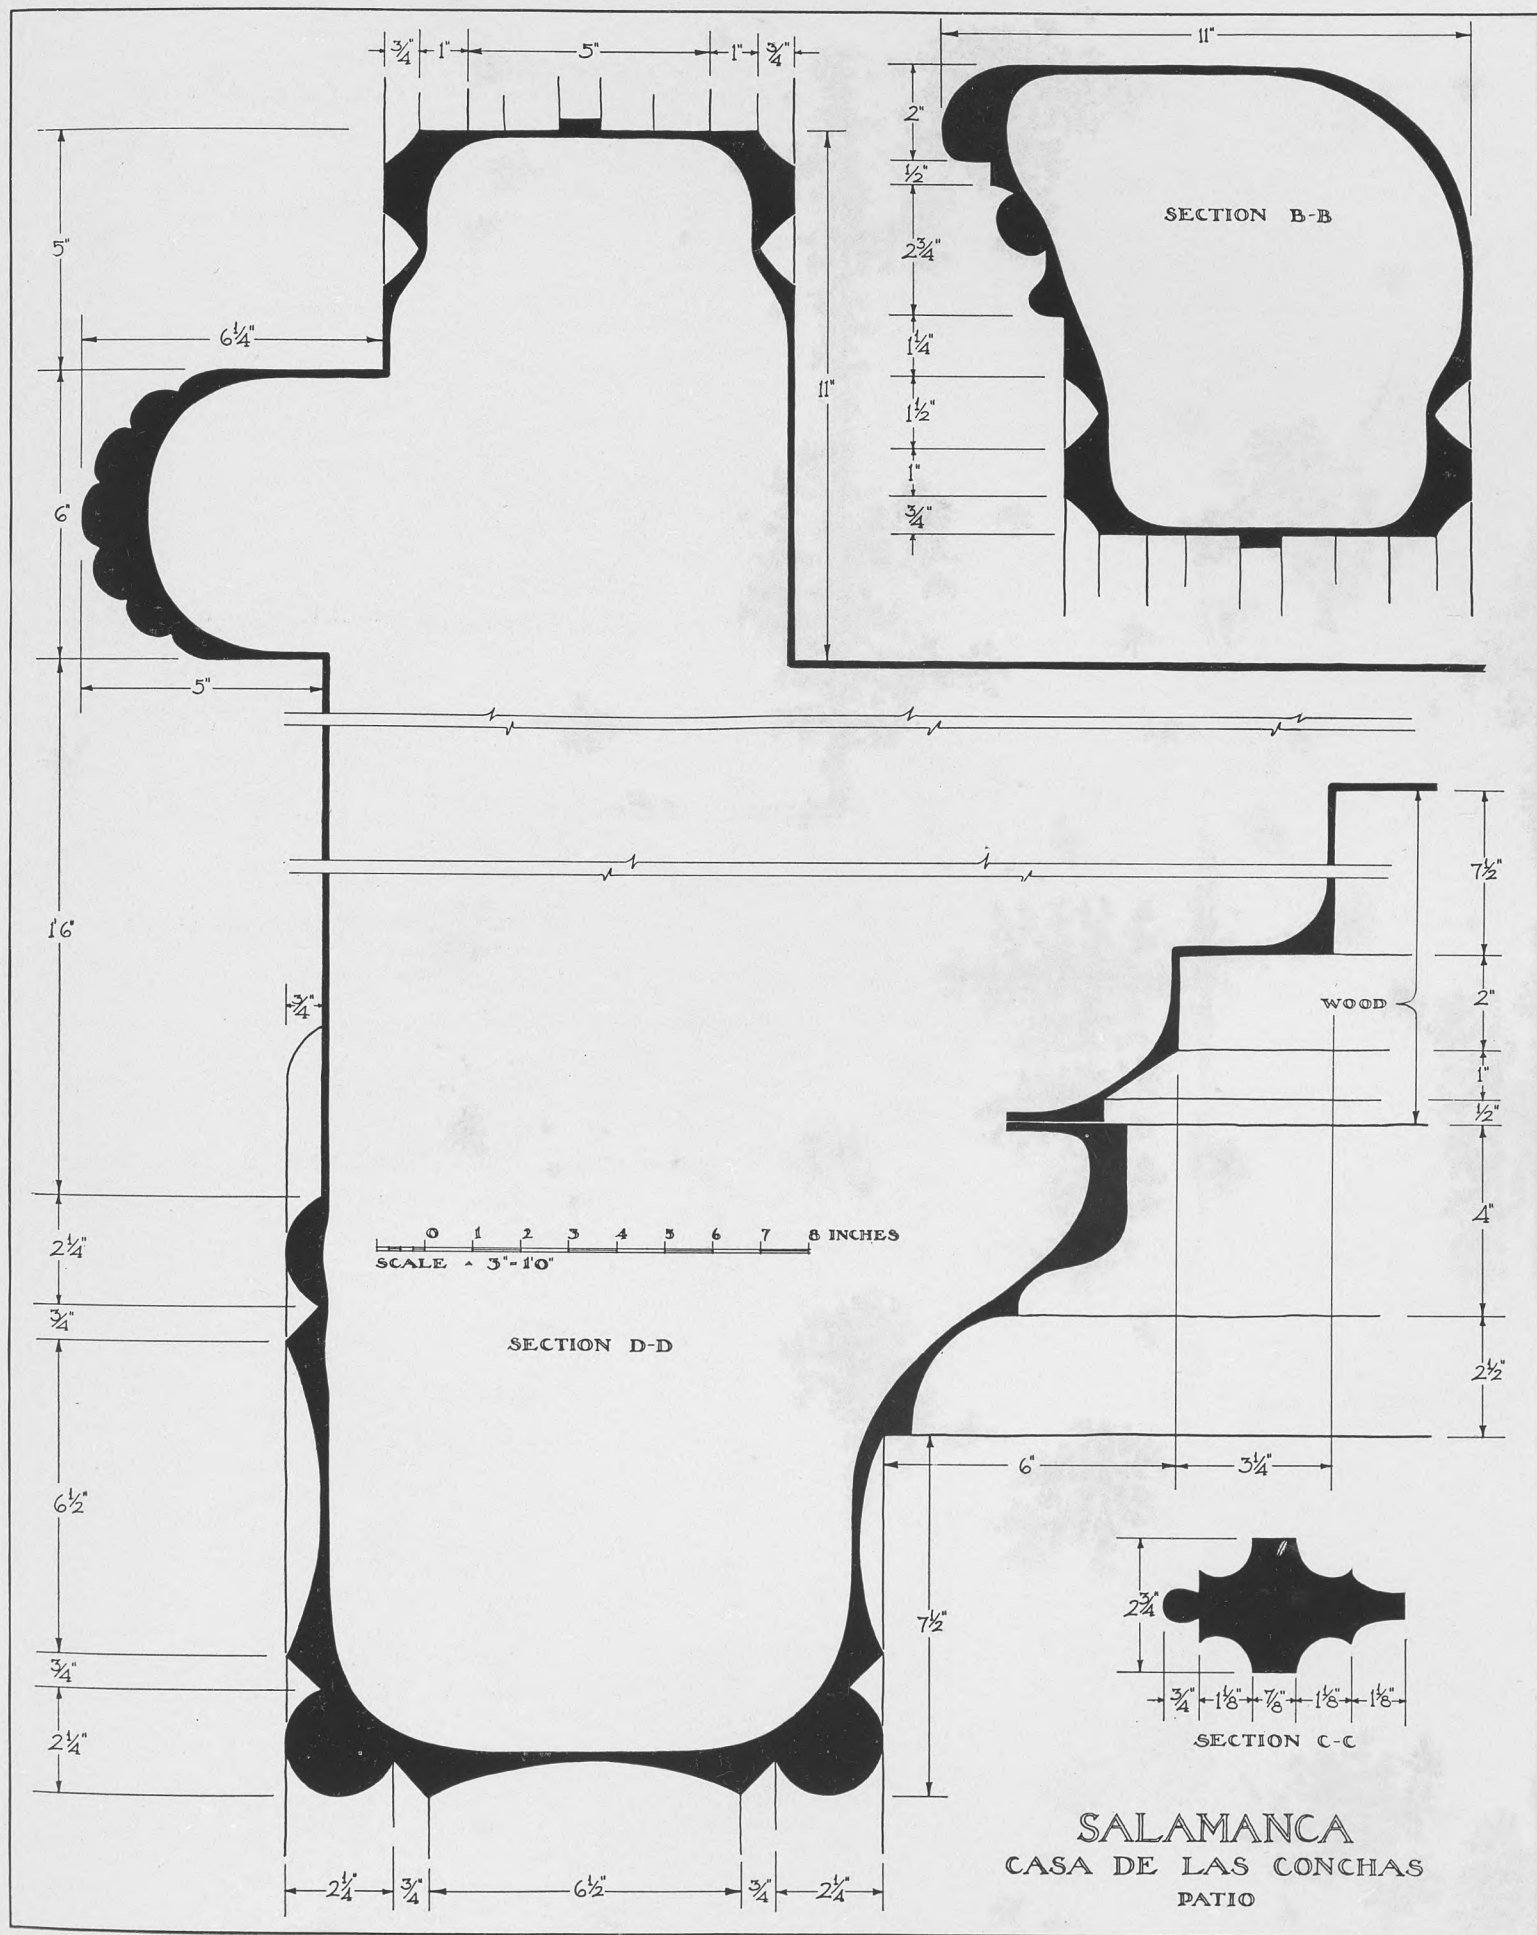 3/4" 1" 5" 1" 3/4"
11"
2"
1/2"
SECTION B-B
5"
2 3/4"
6 1/4"
1 1/4"
11"
1 1/2"
1"
6"
3/4"
5"
7 1/2"
1'6"
WOOD
2"
3/4"
1"
1/2"
4"
2 1/4"
0 1 2 3 4 5 6 7 8 INCHES
SCALE - 3"=1'0"
3/4"
SECTION D-D
2 1/2"
6" 3 1/4"
6 1/2"
2 3/4"
7 1/2"
3/4"
3/4" 1 1/8" 7/8" 1 1/8" 1 1/8"
2 1/4"
SECTION C-C
SALAMANCA
CASA DE LAS CONCHAS
PATIO
2 1/4" 3/4" 6 1/2" 3/4" 2 1/4"